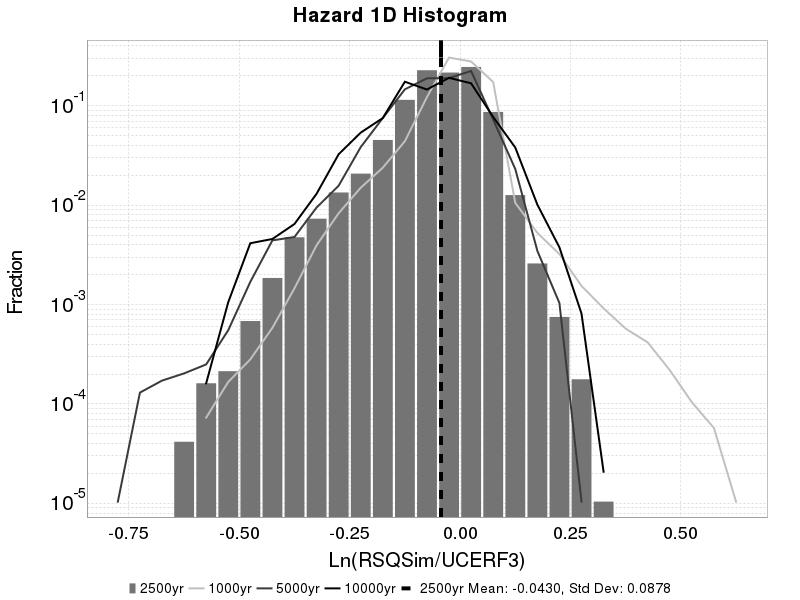 Hazard 1D Histogram
Fraction
10-1
10-2
10-3
10-4
10-5
-0.75 -0.50 -0.25 0.00 0.25 0.50
Ln(RSQSim/UCERF3)
2500yr 1000yr 5000yr 10000yr 2500yr Mean: -0.0430, Std Dev: 0.0878